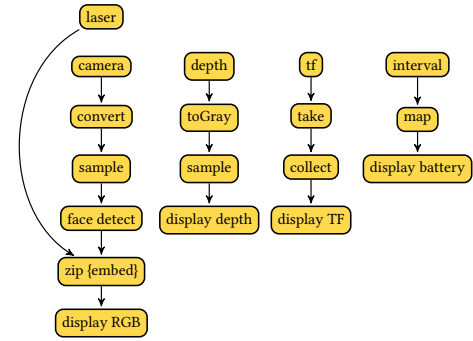 laser
camera
convert
sample
face detect
zip {embed}
display RGB
depth
toGray
sample
display depth
tf
take
collect
display TF
interval
map
display battery